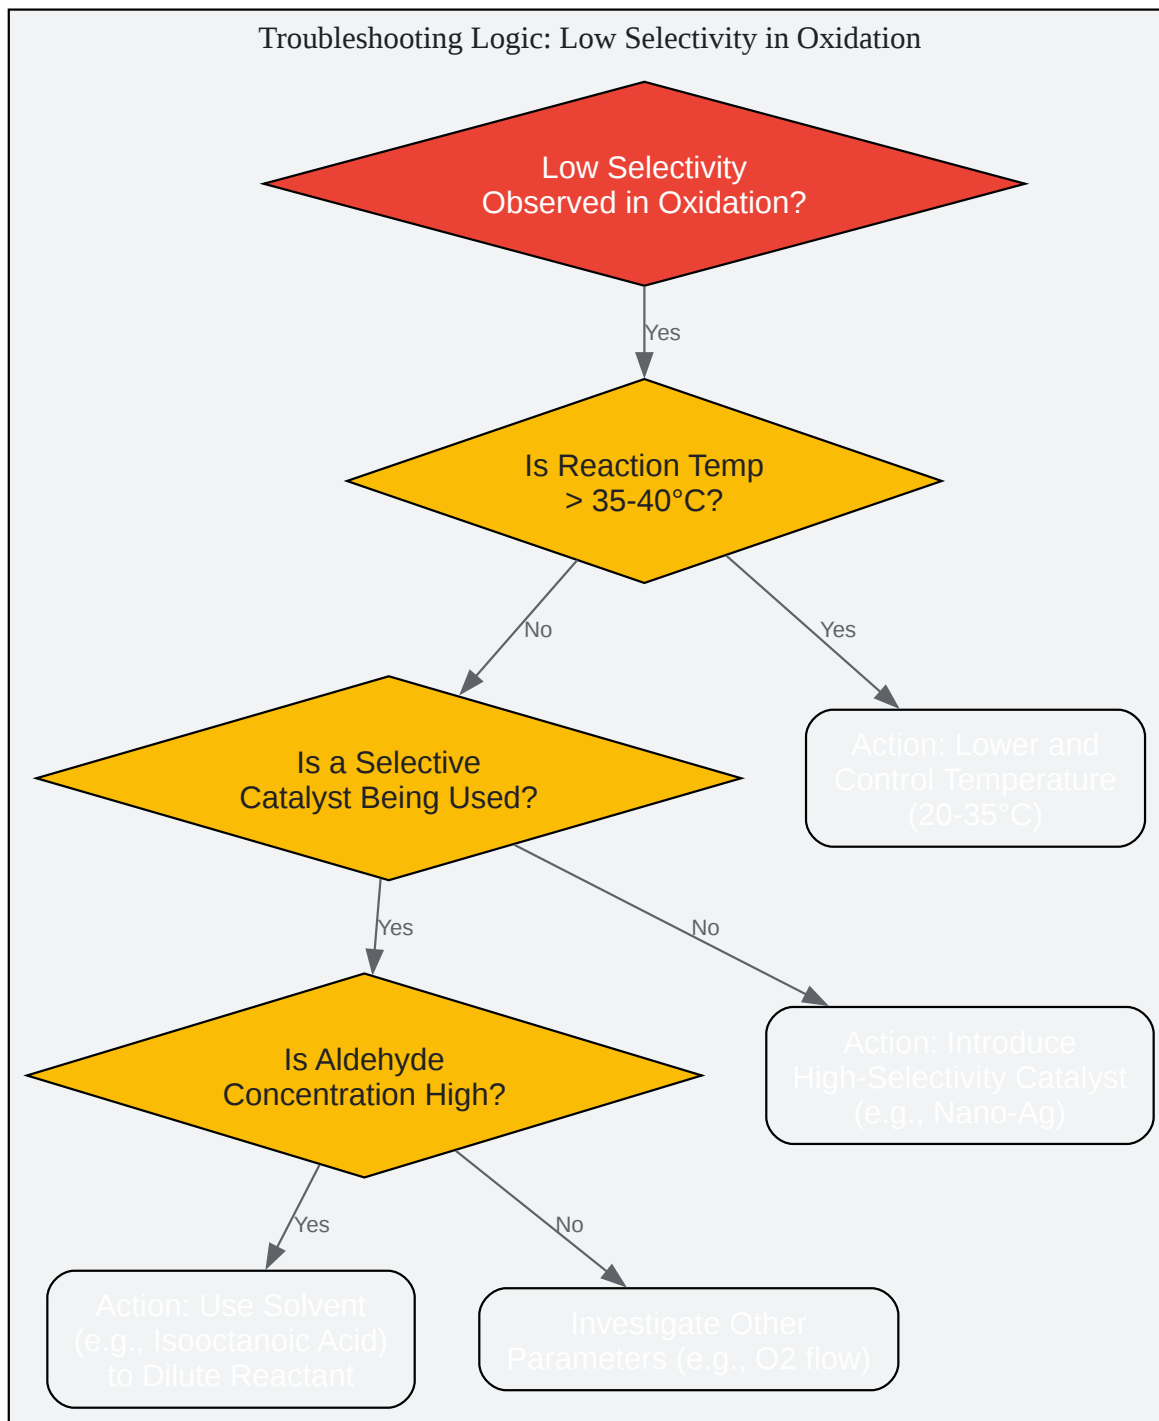 Troubleshooting Logic: Low Selectivity in Oxidation
Low Selectivity
Observed in Oxidation?
Yes
Is Reaction Temp
> 35-40°C?
No
Yes
Is a Selective
Catalyst Being Used?
Action: Lower and
Control Temperature
(20-35°C)
Yes
No
Is Aldehyde
Concentration High?
Action: Introduce
High-Selectivity Catalyst
(e.g., Nano-Ag)
Yes
No
Action: Use Solvent
(e.g., Isooctanoic Acid)
to Dilute Reactant
Investigate Other
Parameters (e.g., O2 flow)